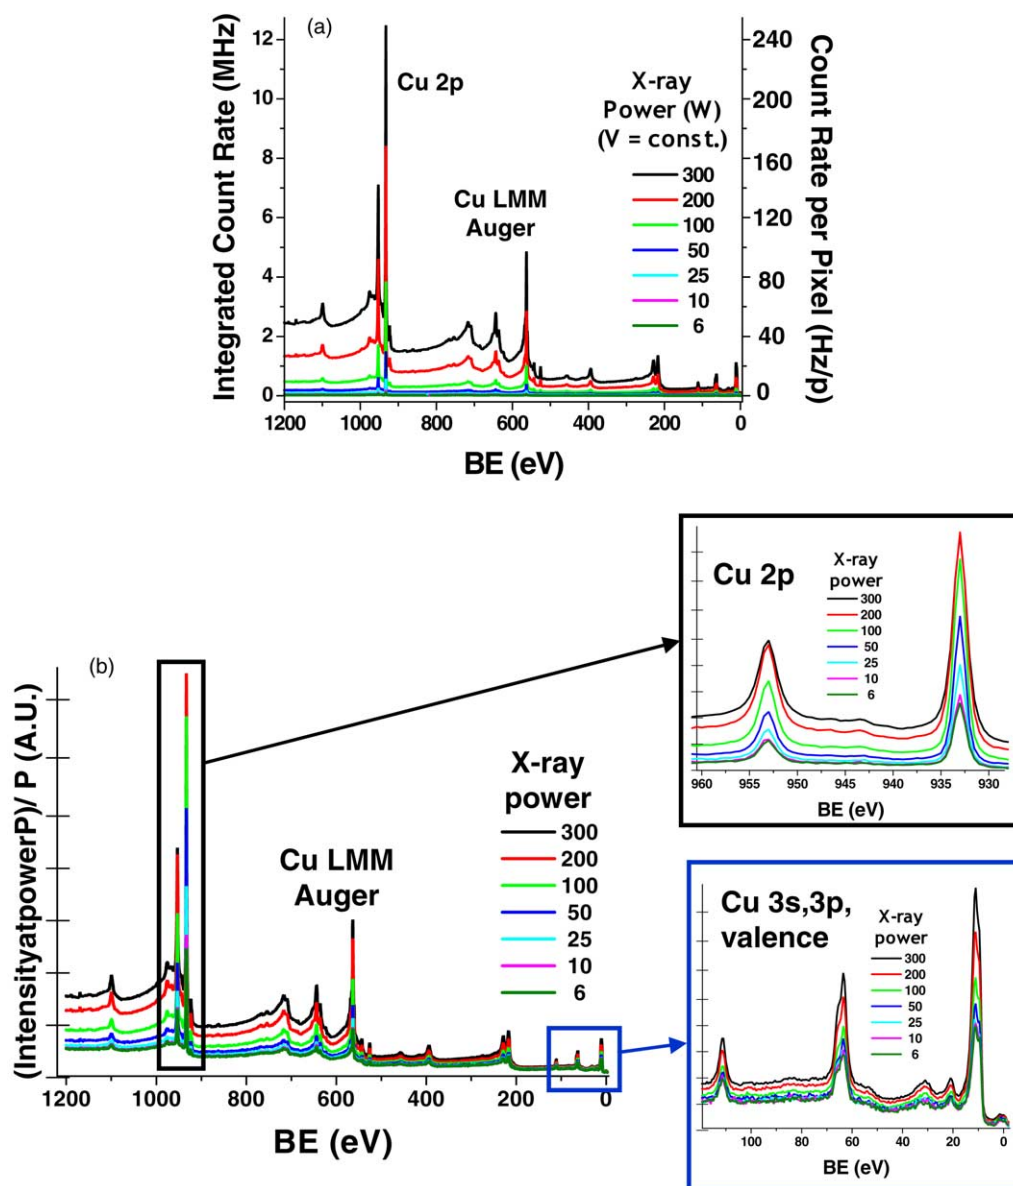 (a)
Integrated Count Rate (MHz)
12
10
8
6
4
2
0
Cu 2p
Cu LMM
Auger
X-ray
Power (W)
(V = const.)
300
200
100
50
25
10
6
240
200
160
120
80
40
0
Count Rate per Pixel (Hz/p)
1200 1000 800 600 400 200 0
BE (eV)
Cu 2p
X-ray
power
300
200
100
50
25
10
6
960 955 950 945 940 935 930
BE (eV)
(b)
(IntensityatpowerP)/ P (A.U.)
Cu LMM
Auger
X-ray
power
300
200
100
50
25
10
6
1200 1000 800 600 400 200 0
BE (eV)
Cu 3s,3p,
valence
X-ray
power
300
200
100
50
25
10
6
100 80 60 40 20 0
BE (eV)